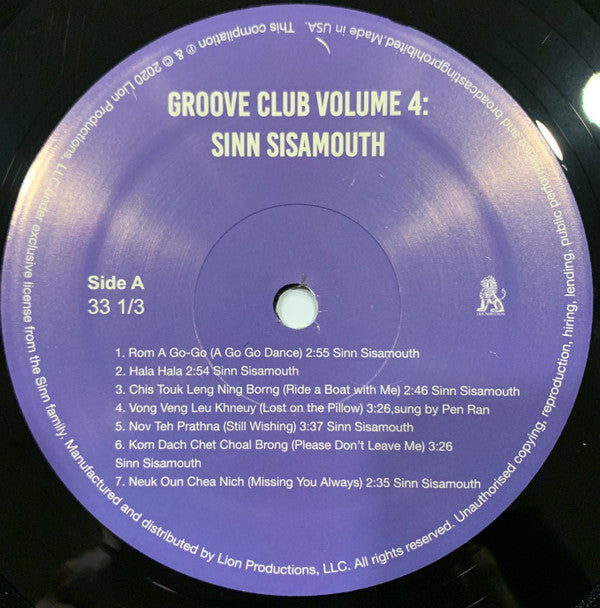 GROOVE CLUB VOLUME 4:
SINN SISAMOUTH
Side A
33 1/3
1. Rom A Go-Go (A Go Go Dance) 2:55 Sinn Sisamouth
2. Hala Hala 2:54 Sinn Sisamouth
3. Chis Touk Leng Ning Borng (Ride a Boat with Me) 2:46 Sinn Sisamouth
4. Vong Veng Leu Khneuy (Lost on the Pillow) 3:26,sung by Pen Ran
5. Nov Teh Prathna (Still Wishing) 3:37 Sinn Sisamouth
6. Kom Dach Chet Choal Brong (Please Don't Leave Me) 3:26
Sinn Sisamouth
7. Neuk Oun Chea Nich (Missing You Always) 2:35 Sinn Sisamouth
This compilation ℗ & © 2020 Lion Productions, LLC.under exclusive license from the Sinn family. Manufactured and distributed by Lion Productions, LLC. All rights reserved. Unauthorised copying, reproduction, hiring, lending, public performance and broadcastingprohibited.Made in USA.